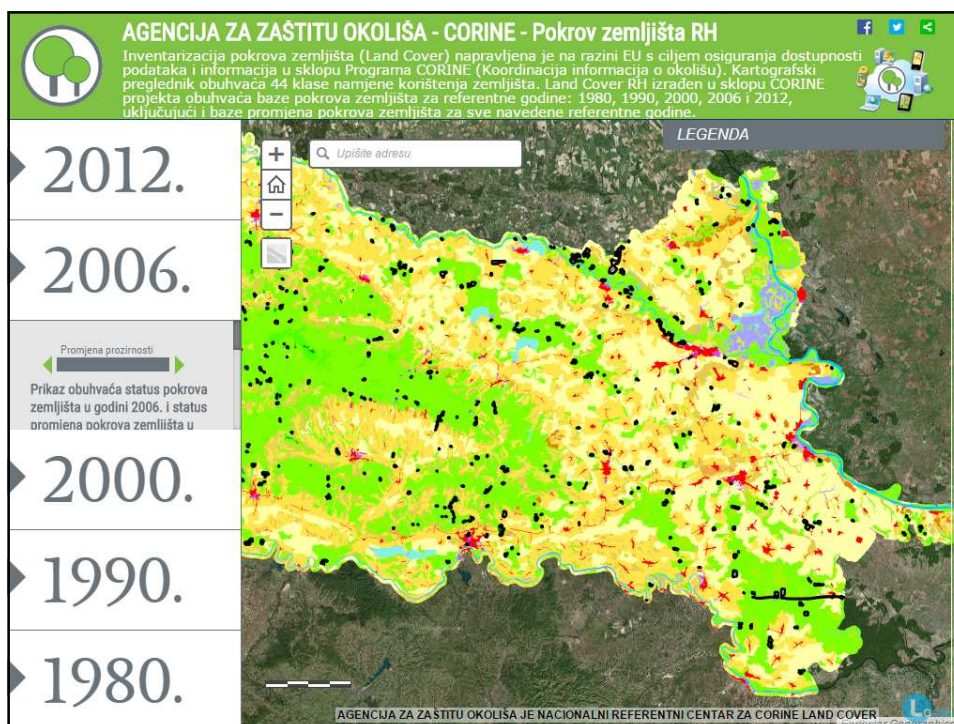 AGENCIJA ZA ZAŠTITU OKOLIŠA - CORINE - Pokrov zemljišta RH
Inventarizacija pokrova zemljišta (Land Cover) napravljena je na razini EU s ciljem osiguranja dostupnosti
podataka i informacija u sklopu Programa CORINE (Koordinacija informacija o okolišu). Kartografski
preglednik obuhvaća 44 klase namjene korištenja zemljišta. Land Cover RH izrađen u sklopu CORINE
projekta obuhvaća baze pokrova zemljišta za referentne godine: 1980, 1990, 2000, 2006 i 2012,
uključujući i baze promjena pokrova zemljišta za sve navedene referentne godine.
LEGENDA
Upišite adresu
2012.
2006.
Promjena prozirnosti
Prikaz obuhvaća status pokrova
zemljišta u godini 2006. i status
promjena pokrova zemljišta u
2000.
1990.
1980.
AGENCIJA ZA ZAŠTITU OKOLIŠA JE NACIONALNI REFERENTNI CENTAR ZA CORINE LAND COVER